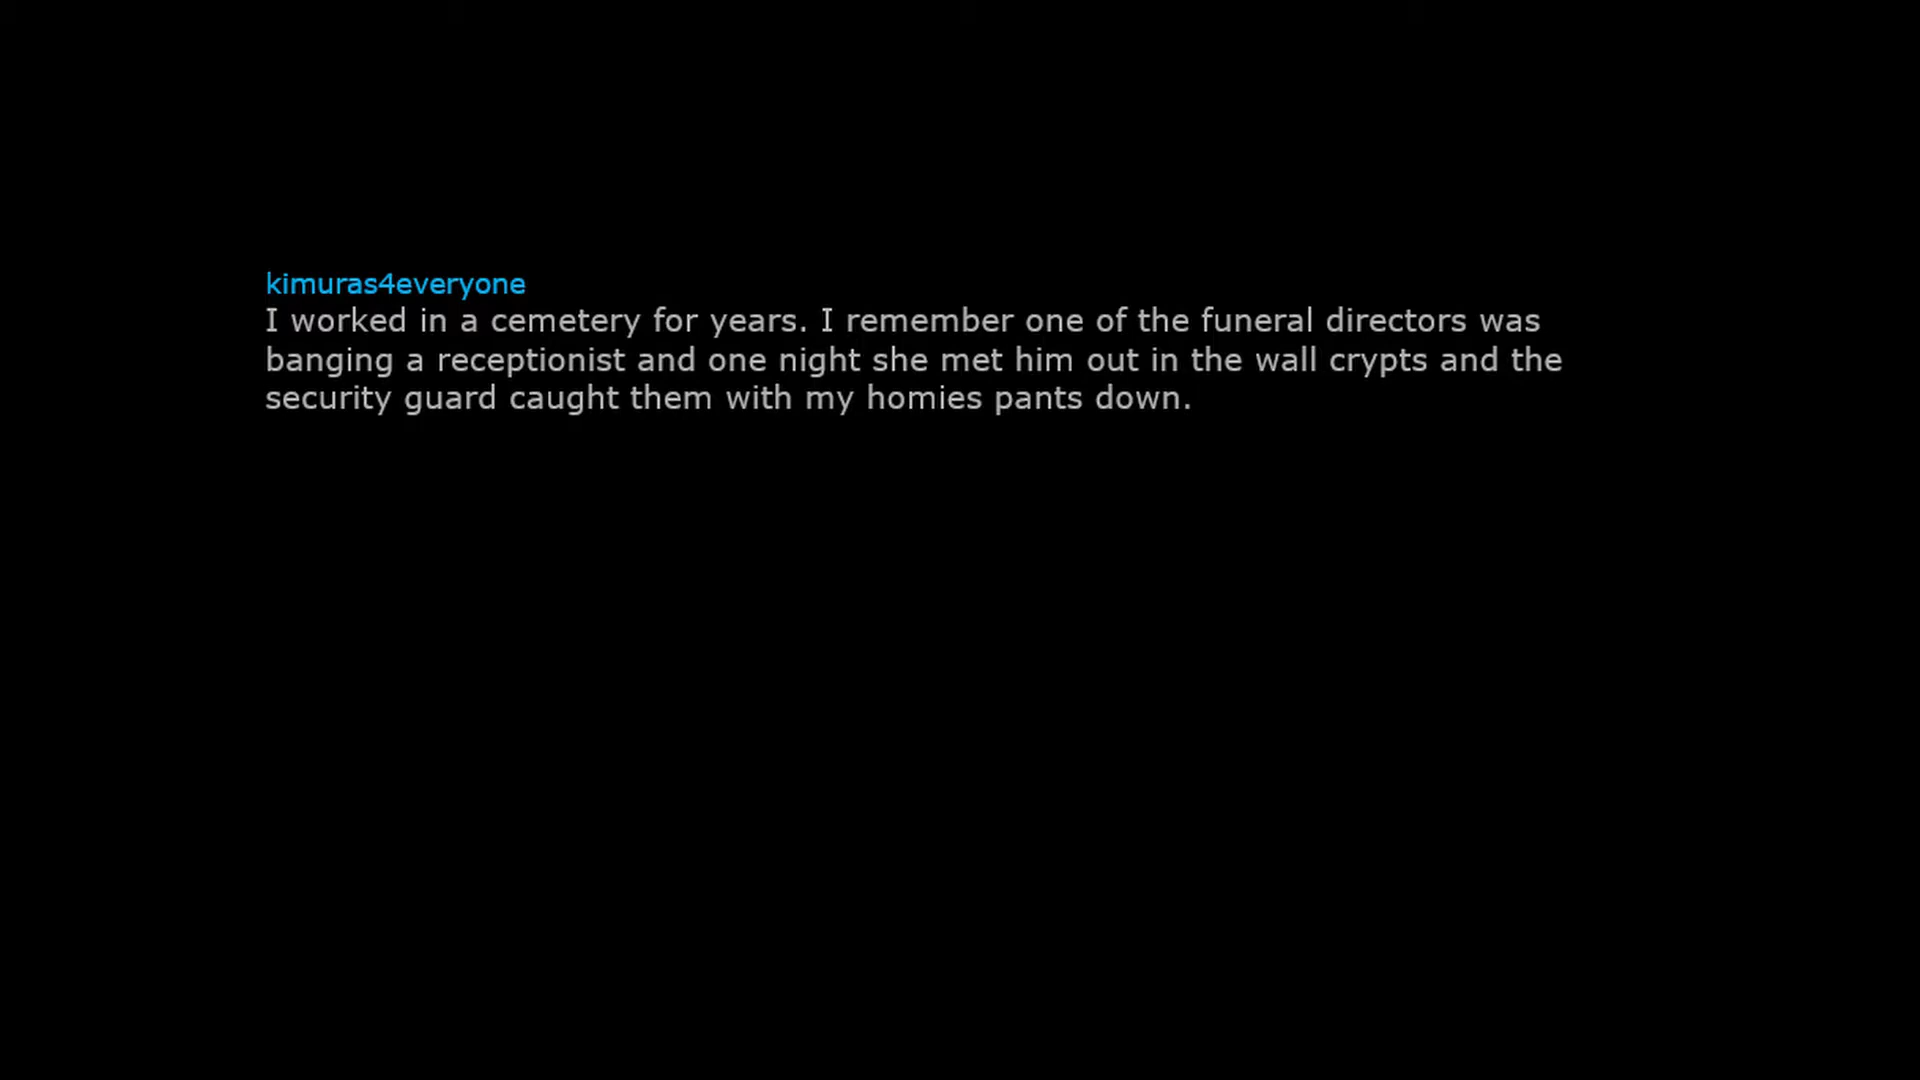 kimuras4everyone
I worked in a cemetery for years. I remember one of the funeral directors was
banging a receptionist and one night she met him out in the wall crypts and the
security guard caught them with my homies pants down.